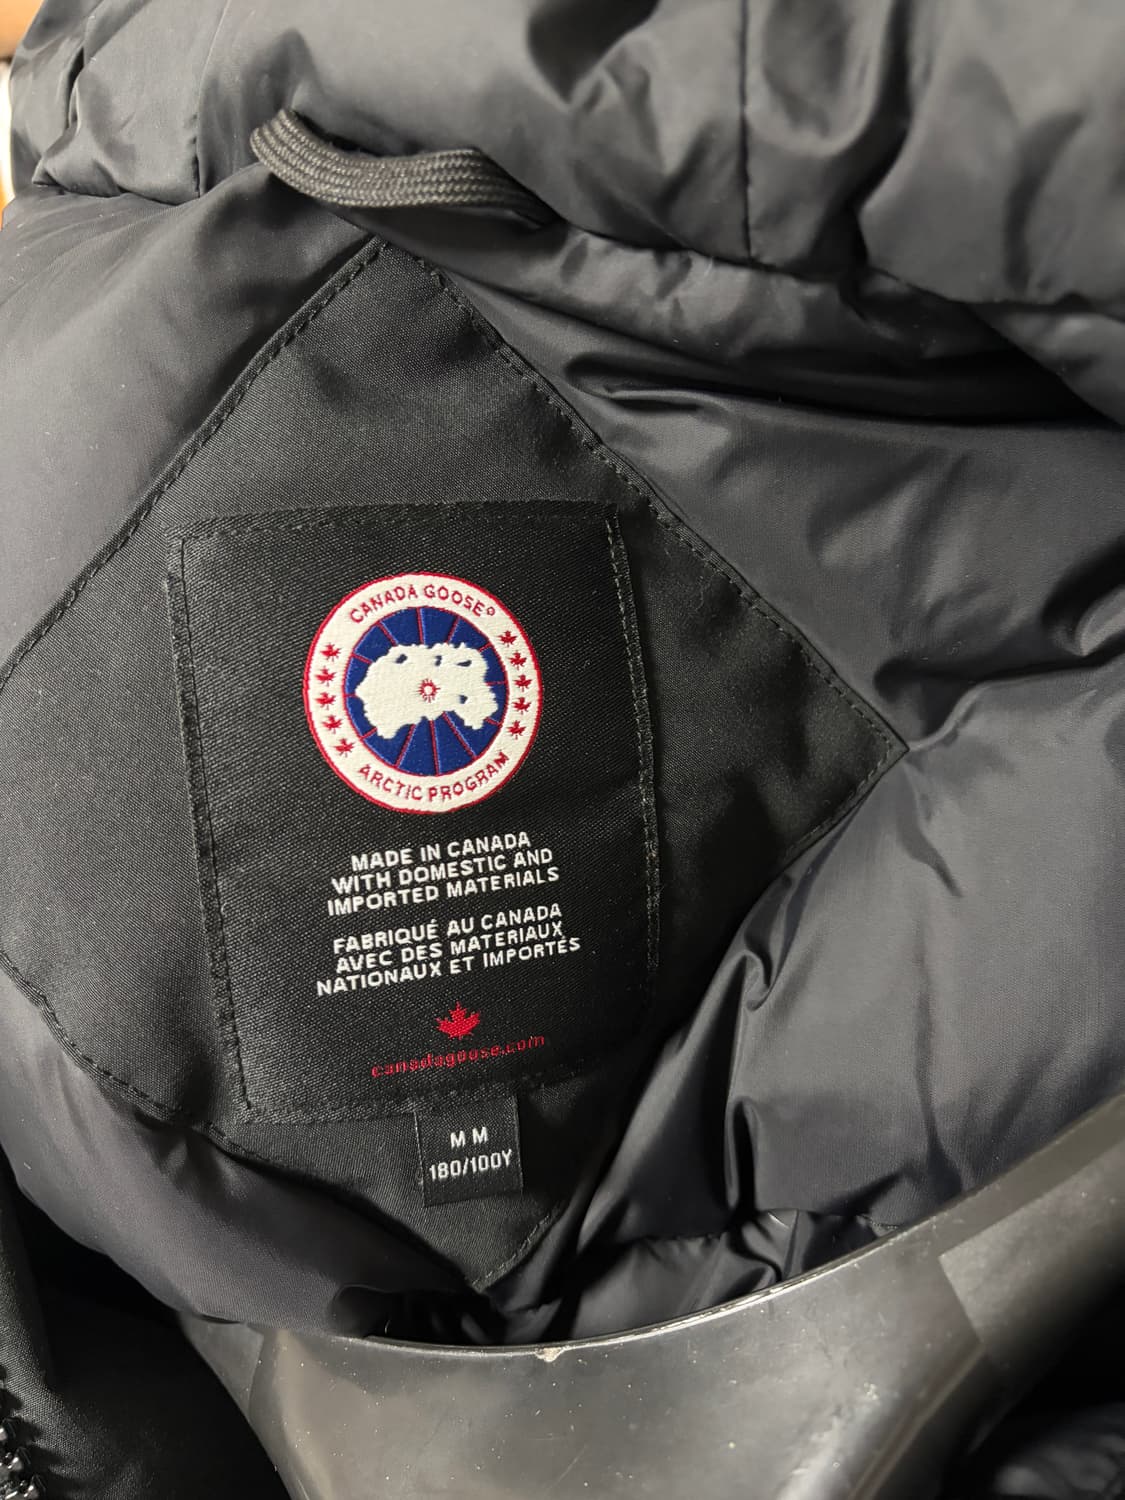 CANADA GOOSE®
ARCTIC PROGRAM
MADE IN CANADA
WITH DOMESTIC AND
IMPORTED MATERIALS
FABRIQUÉ AU CANADA
AVEC DES MATERIAUX
NATIONAUX ET IMPORTÉS
canadagoose.com
M M
180/100Y